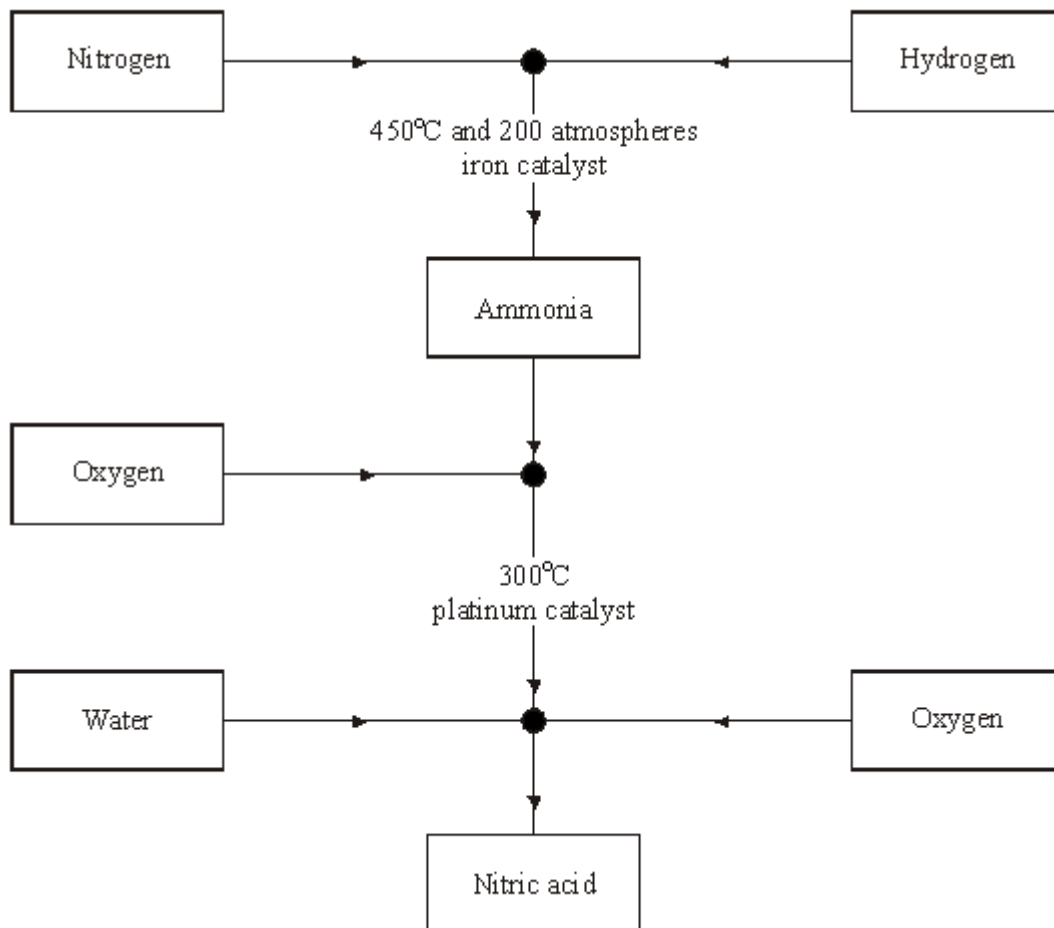 Nitrogen
Hydrogen
450°C and 200 atmospheres
iron catalyst
Ammonia
Oxygen
300°C
platinum catalyst
Water
Oxygen
Nitric acid